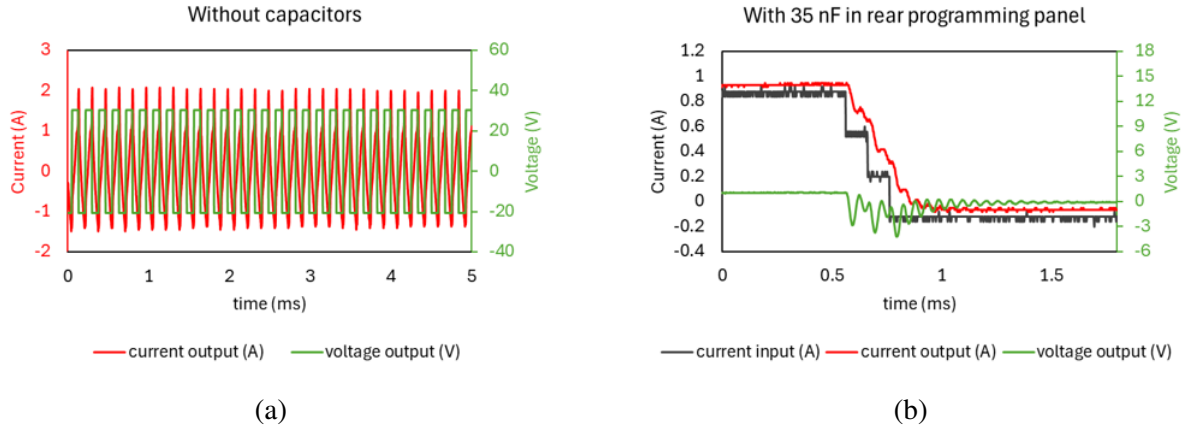 Without capacitors
3
2
1
0
-1
-2
Current (A)
60
40
20
0
-20
-40
Voltage (V)
0 1 2 3 4 5
time (ms)
current output (A) voltage output (V)
(a)
With 35 nF in rear programming panel
1.2
1
0.8
0.6
0.4
0.2
0
-0.2
-0.4
Current (A)
18
15
12
9
6
3
0
-3
-6
Voltage (V)
0 0.5 1 1.5
time (ms)
current input (A) current output (A) voltage output (V)
(b)